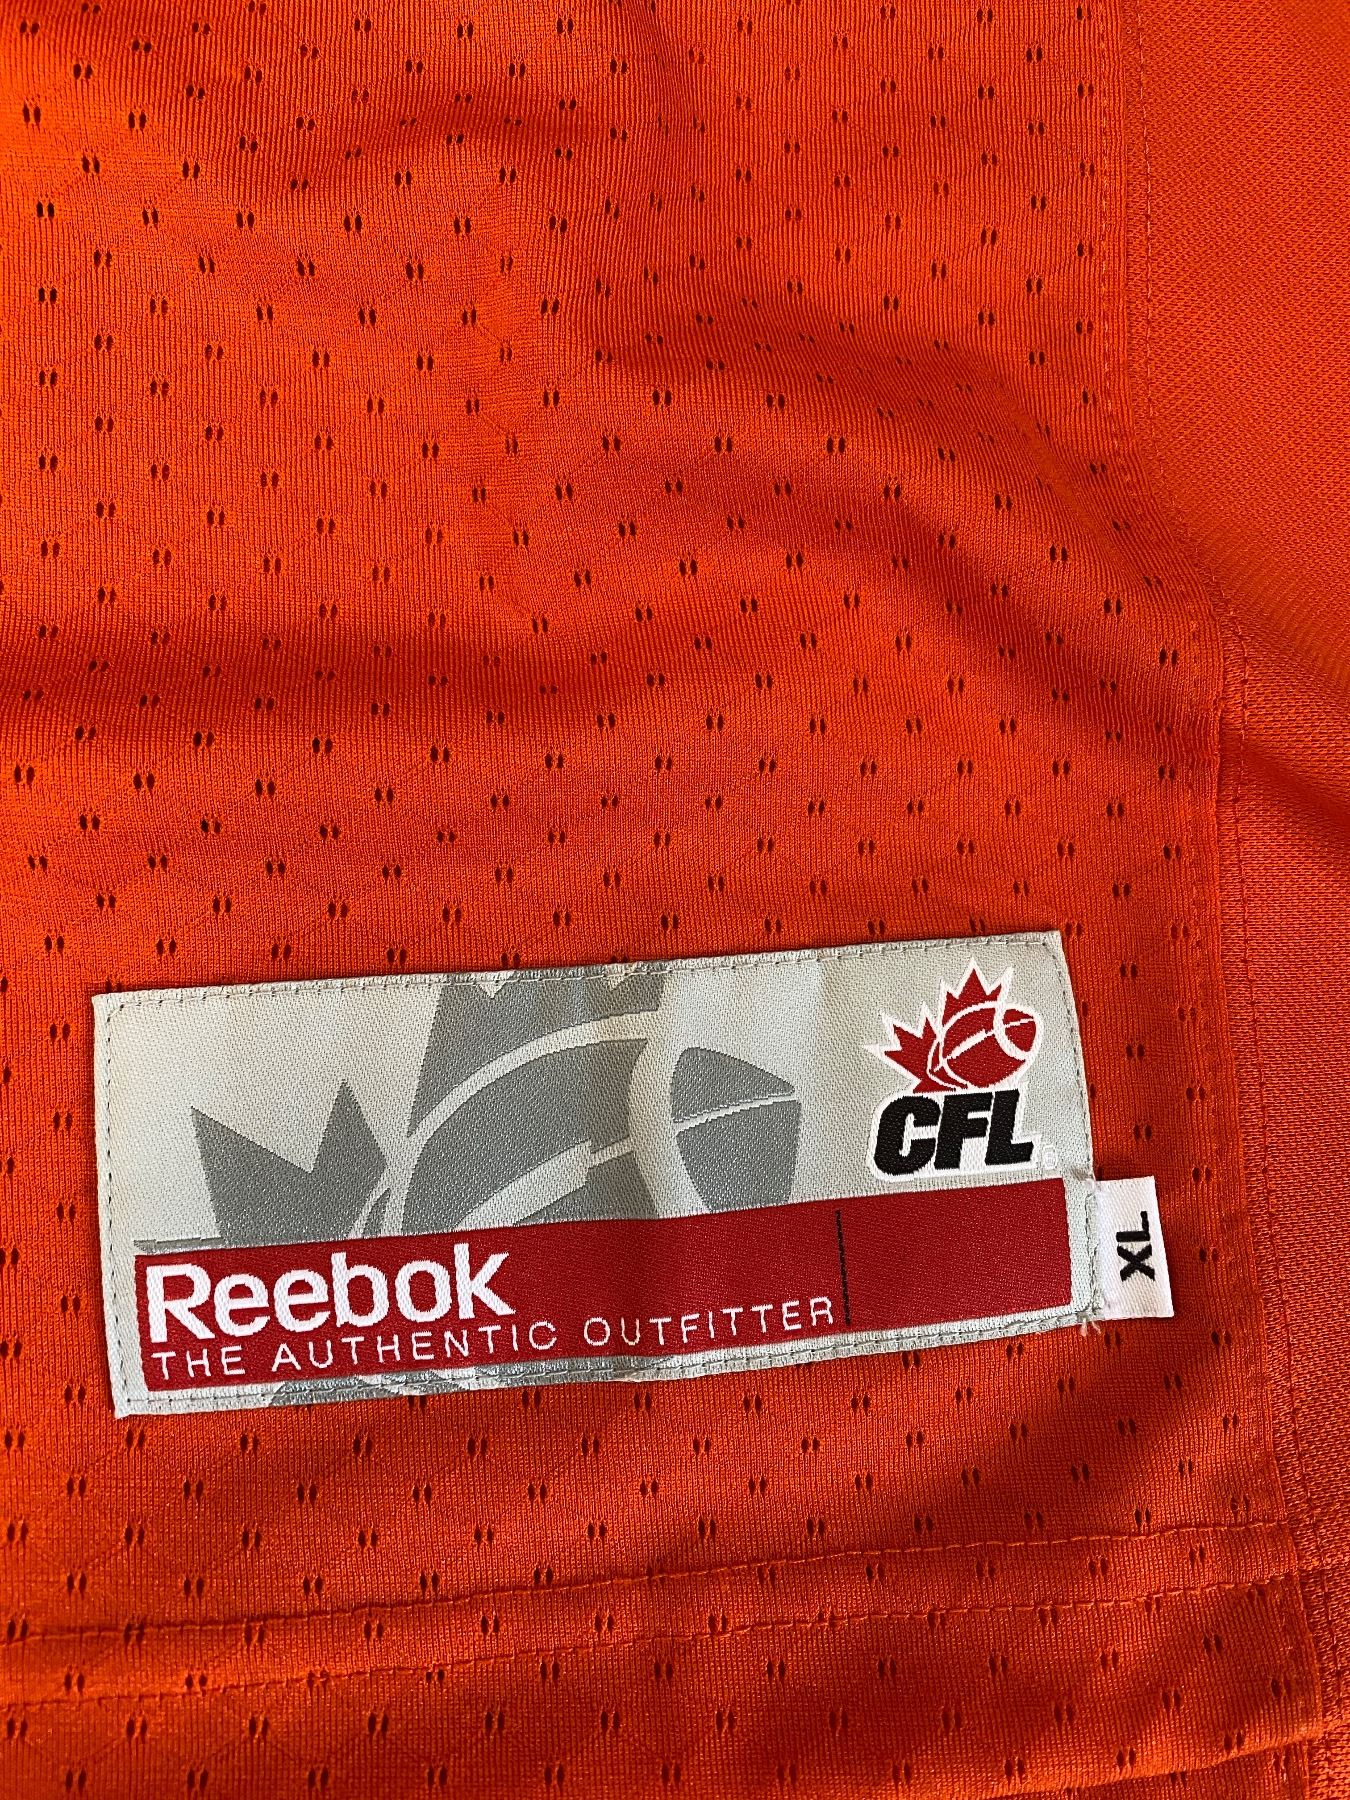 CFL
Reebok
THE AUTHENTIC OUTFITTER
XL